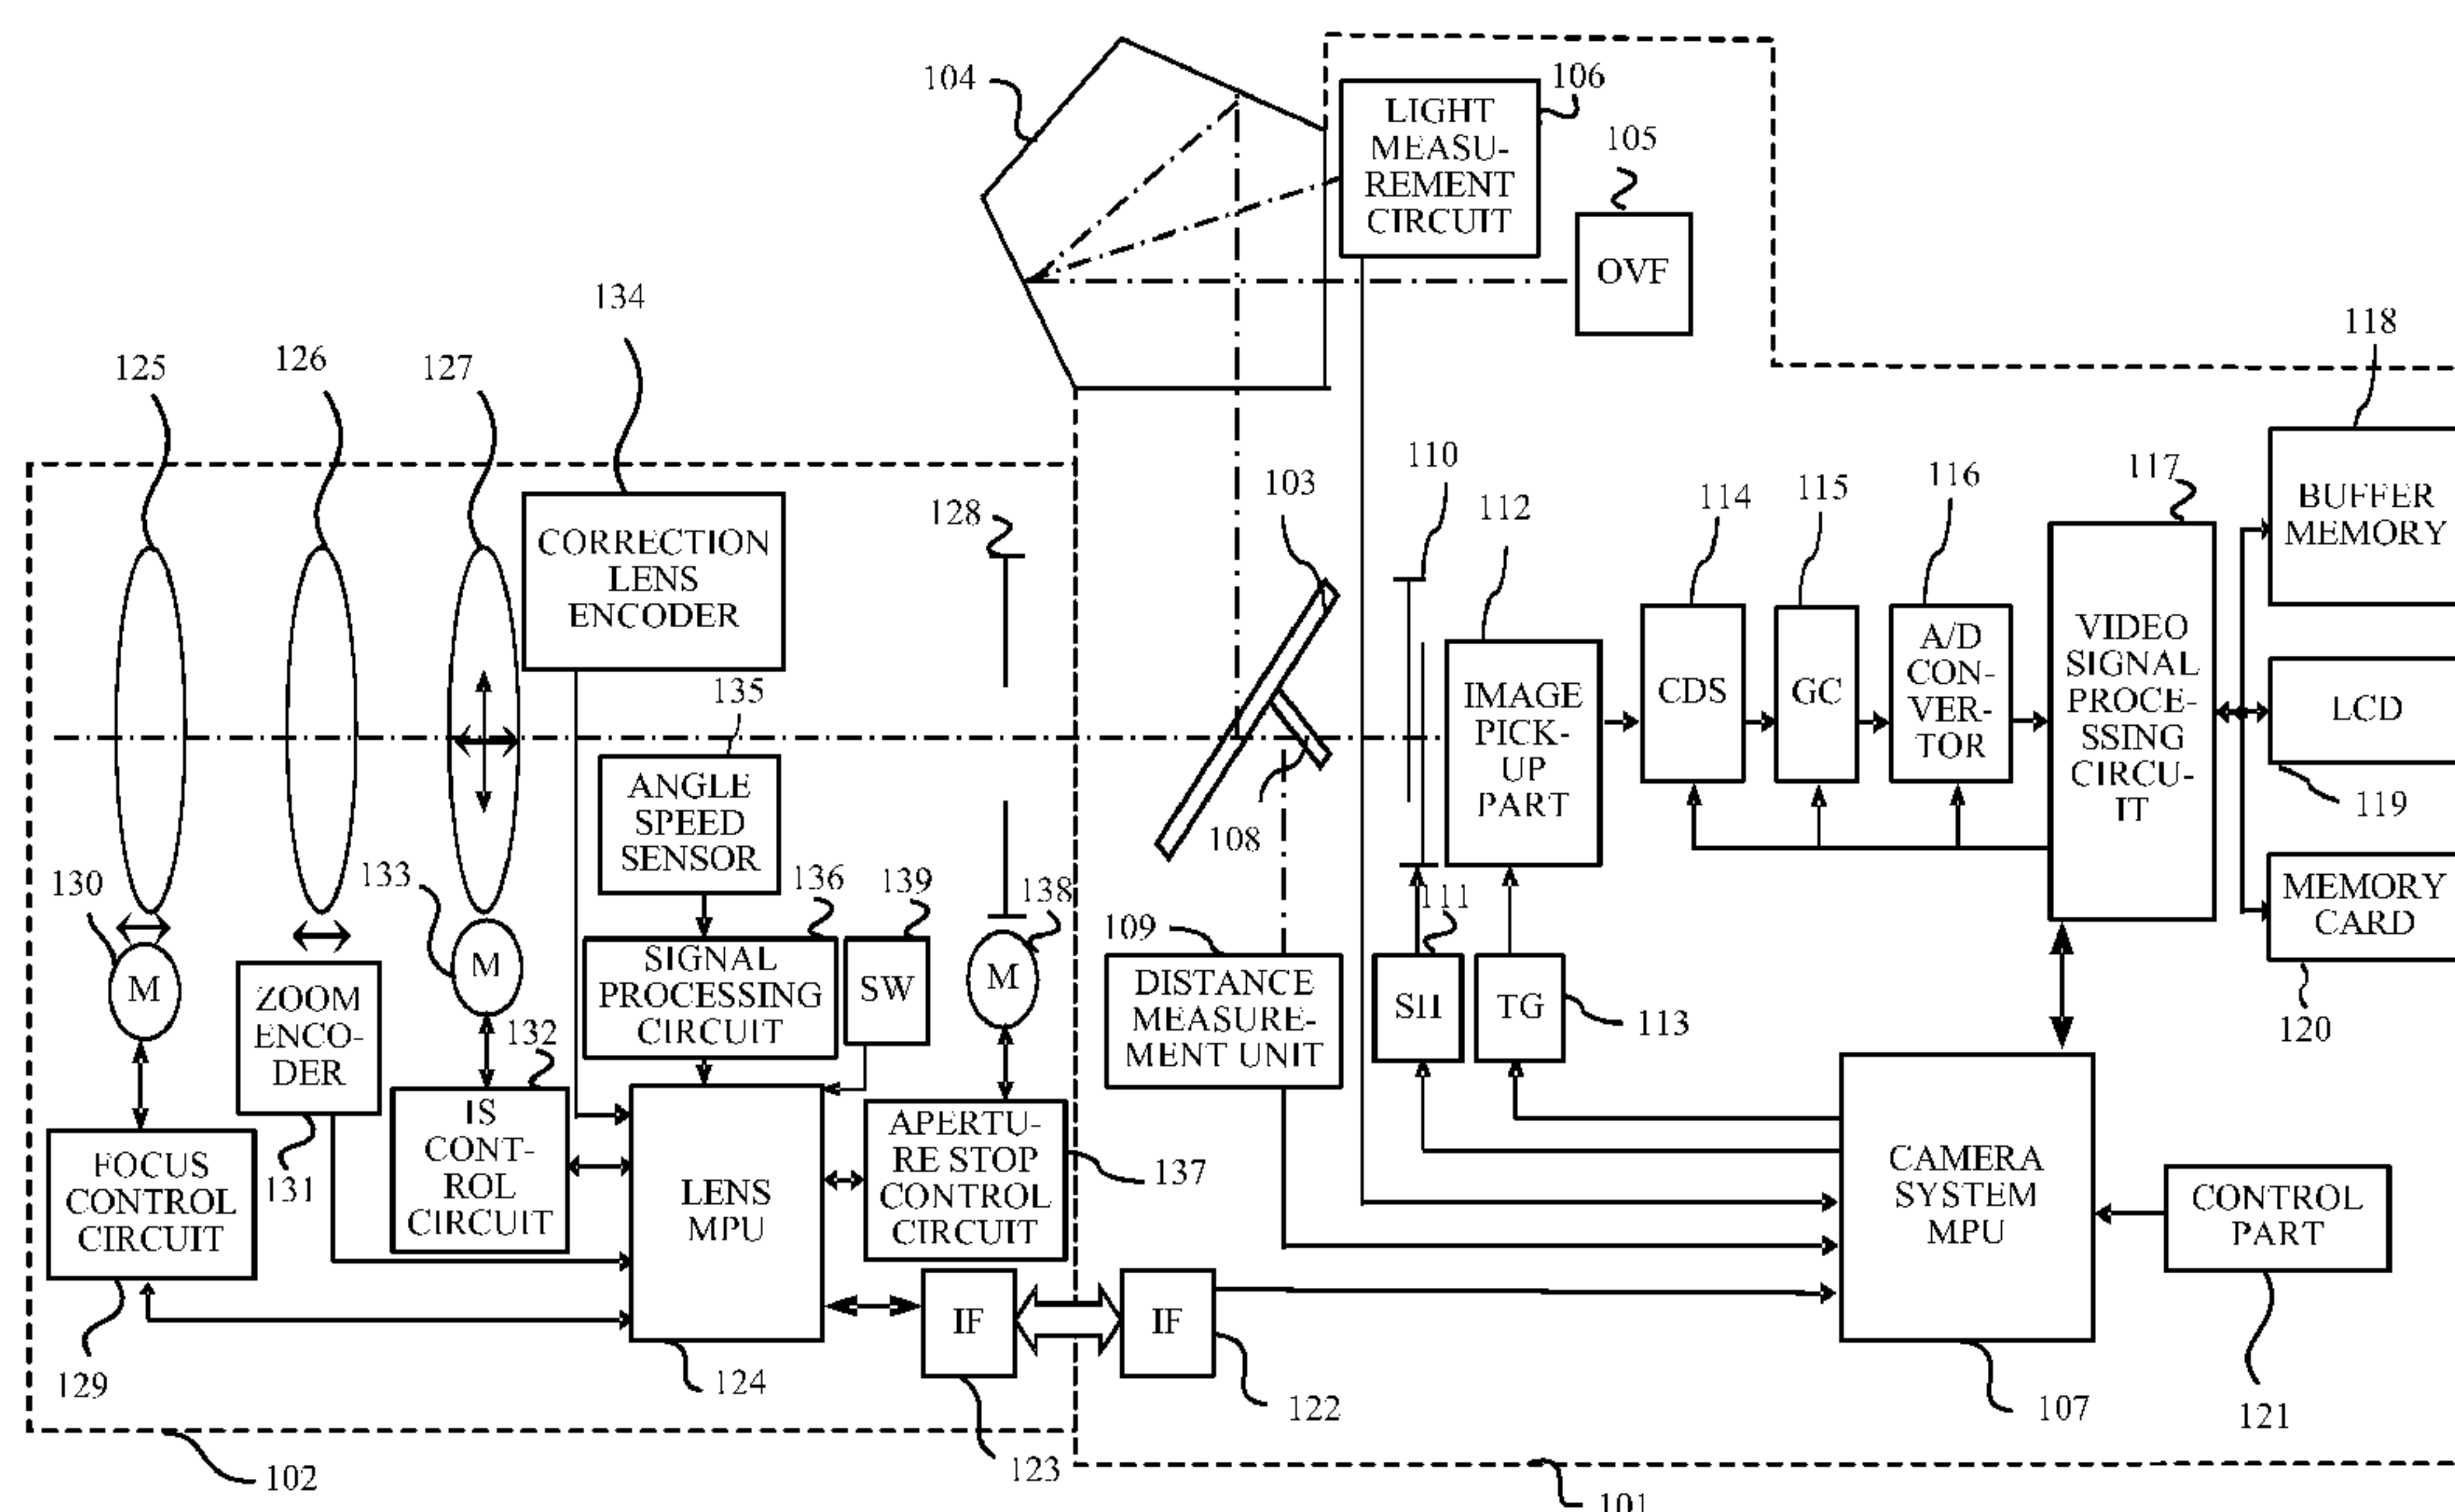 104
LIGHT
MEASU-
REMENT
CIRCUIT
106
105
OVF
134
125
126
127
118
BUFFER
MEMORY
CORRECTION
LENS
ENCODER
128
103
110
112
114
115
116
117
IMAGE
PICK-
UP
PART
CDS
GC
A/D
CON-
VER-
TOR
VIDEO
SIGNAL
PROCE-
SSING
CIRCU-
IT
LCD
119
135
ANGLE
SPEED
SENSOR
108
130
M
133
M
136
139
138
M
SIGNAL
PROCESSING
CIRCUIT
SW
109
DISTANCE
MEASURE-
MENT UNIT
111
SH
TG
113
MEMORY
CARD
120
ZOOM
ENCO-
DER
131
132
IS
CONT-
ROL
CIRCUIT
FOCUS
CONTROL
CIRCUIT
129
LENS
MPU
124
APERTU-
RE STOP
CONTROL
CIRCUIT
137
IF
123
IF
122
CAMERA
SYSTEM
MPU
107
CONTROL
PART
121
102
101